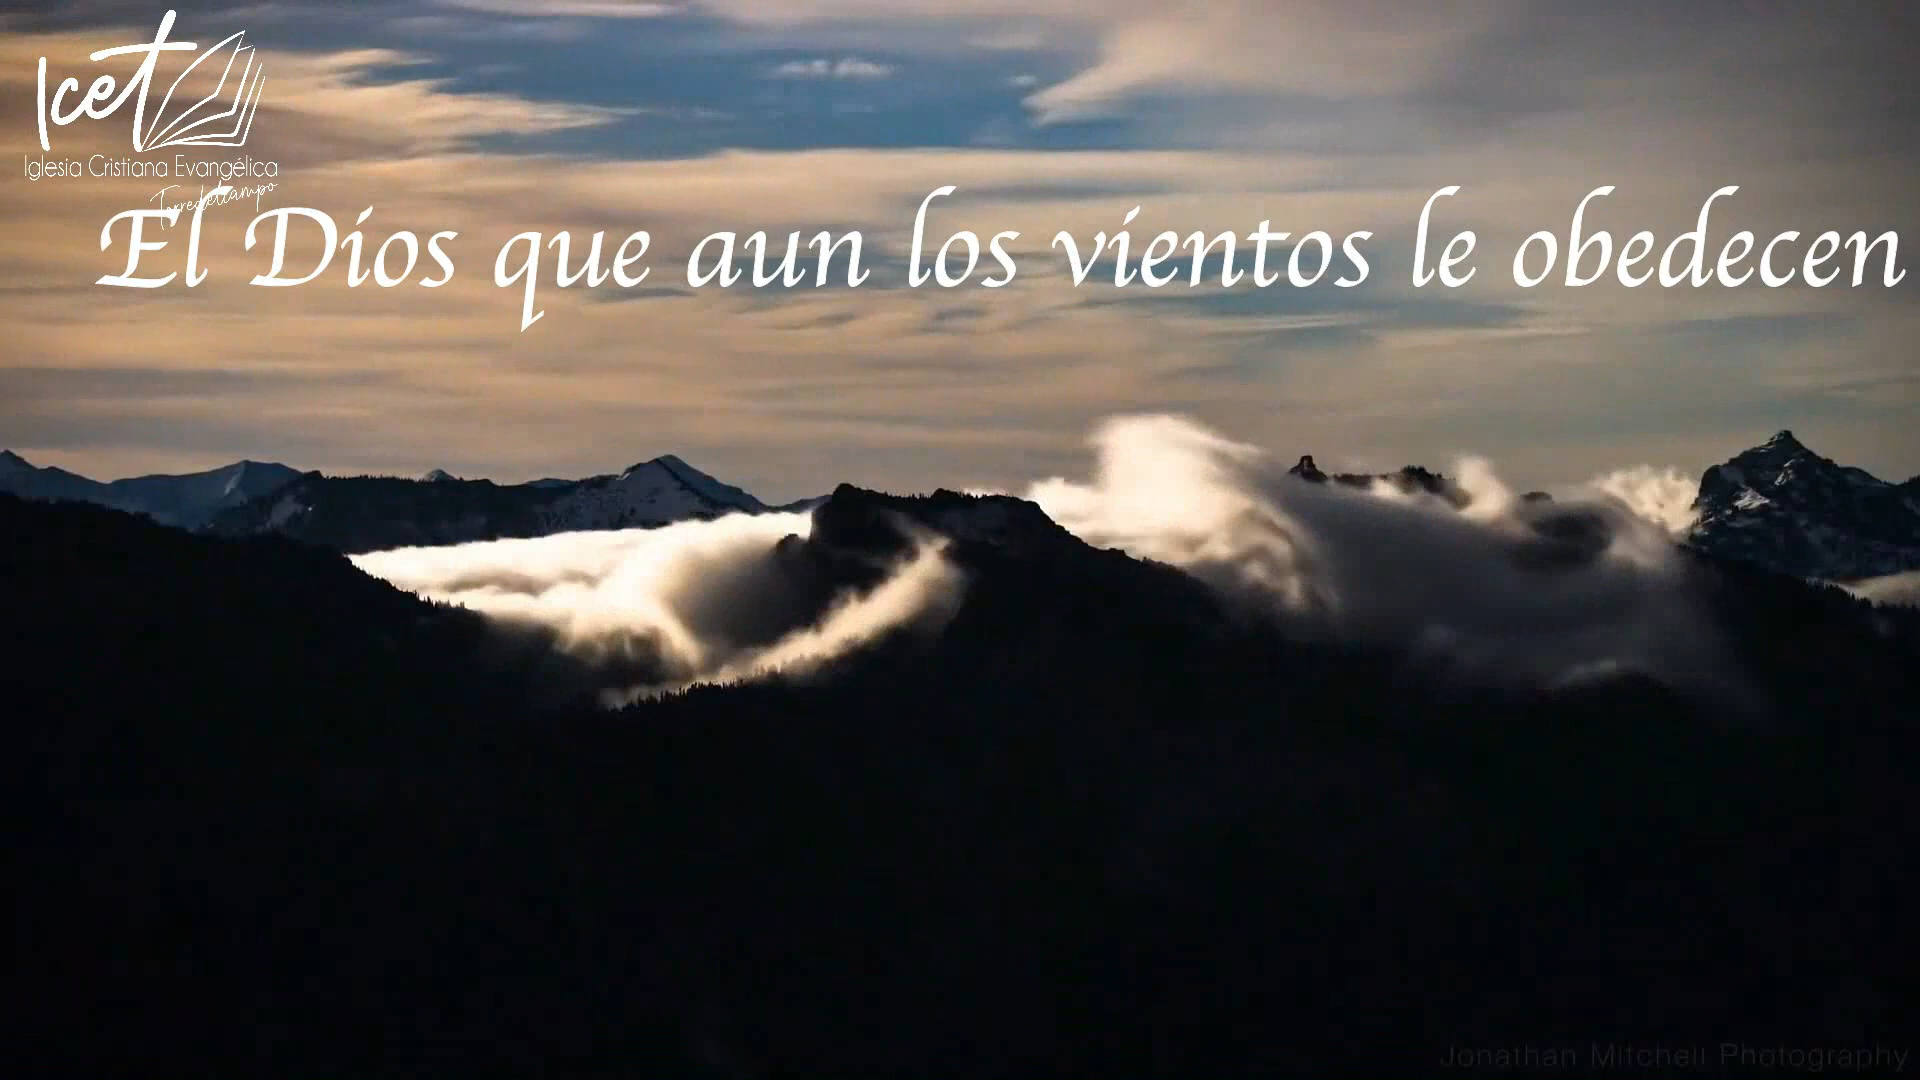 Icet
Iglesia Cristiana Evangélica
Torredelcampo
El Dios que aun los vientos le obedecen
Jonathan Mitchell Photography